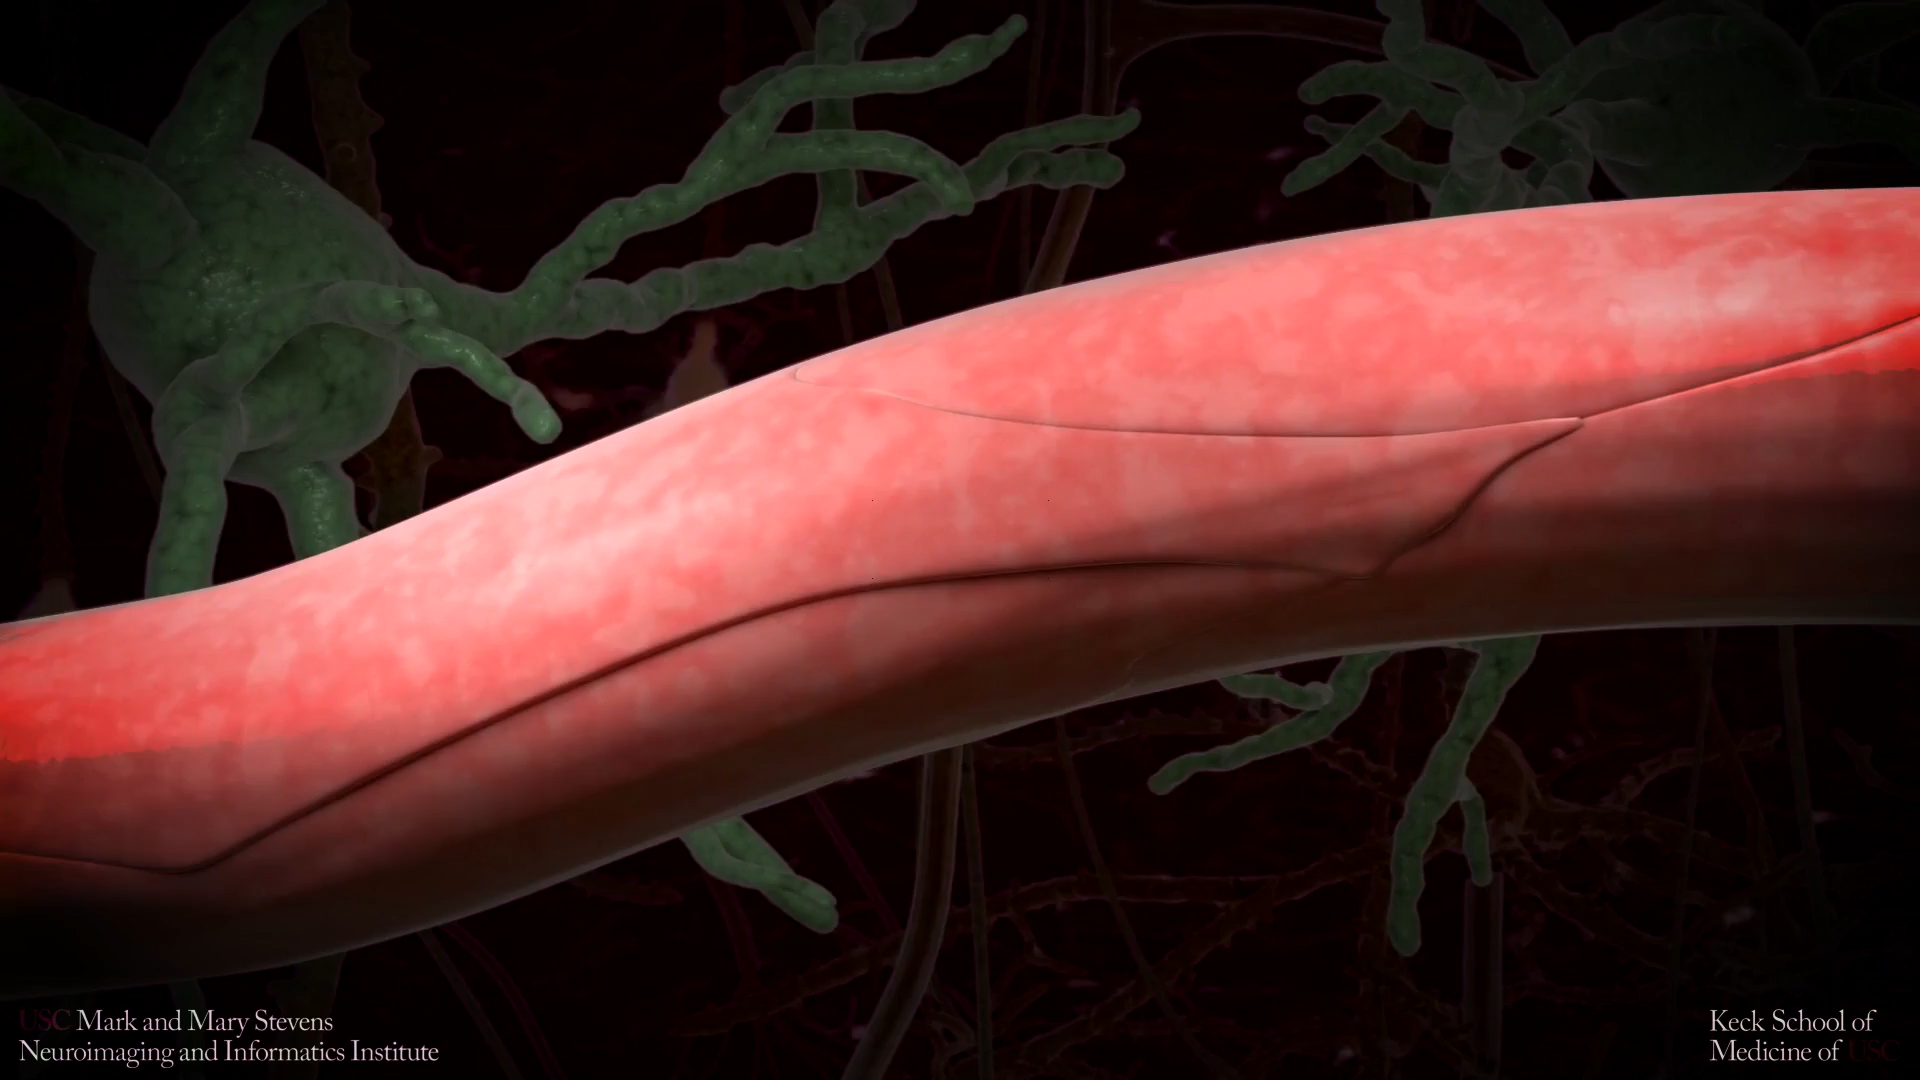 USC Mark and Mary Stevens
Neuroimaging and Informatics Institute
Keck School of
Medicine of USC